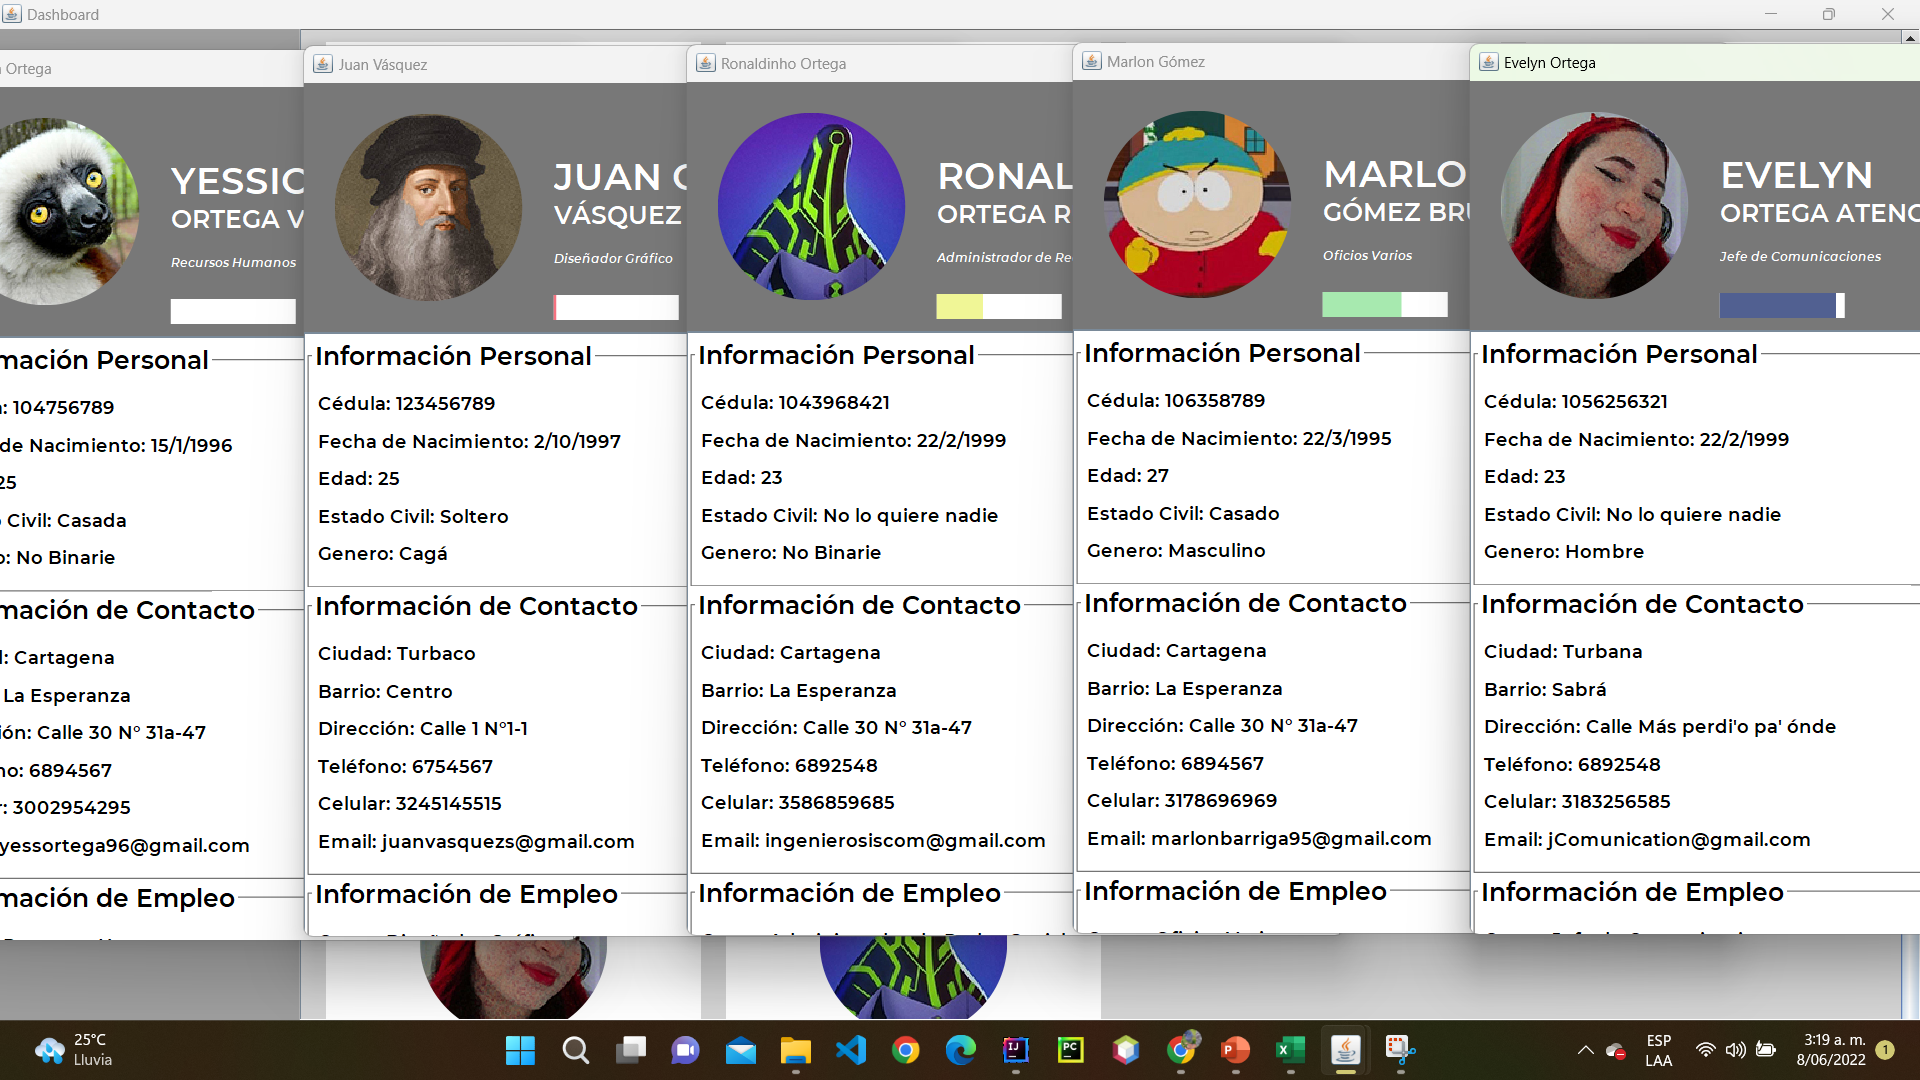 Dashboard
Ortega
YESSIC
ORTEGA V
Recursos Humanos
mación Personal
: 104756789
de Nacimiento: 15/1/1996
25
Civil: Casada
o: No Binarie
mación de Contacto
: Cartagena
La Esperanza
ión: Calle 30 N° 31a-47
no: 6894567
r: 3002954295
yessortega96@gmail.com
mación de Empleo
Juan Vásquez
JUAN C
VÁSQUEZ
Diseñador Gráfico
Información Personal
Cédula: 123456789
Fecha de Nacimiento: 2/10/1997
Edad: 25
Estado Civil: Soltero
Genero: Cagá
Información de Contacto
Ciudad: Turbaco
Barrio: Centro
Dirección: Calle 1 N°1-1
Teléfono: 6754567
Celular: 3245145515
Email: juanvasquezs@gmail.com
Información de Empleo
Ronaldinho Ortega
RONAL
ORTEGA R
Administrador de Re
Información Personal
Cédula: 1043968421
Fecha de Nacimiento: 22/2/1999
Edad: 23
Estado Civil: No lo quiere nadie
Genero: No Binarie
Información de Contacto
Ciudad: Cartagena
Barrio: La Esperanza
Dirección: Calle 30 N° 31a-47
Teléfono: 6892548
Celular: 3586859685
Email: ingenierosiscom@gmail.com
Información de Empleo
Marlon Gómez
MARLO
GÓMEZ BRU
Oficios Varios
Información Personal
Cédula: 106358789
Fecha de Nacimiento: 22/3/1995
Edad: 27
Estado Civil: Casado
Genero: Masculino
Información de Contacto
Ciudad: Cartagena
Barrio: La Esperanza
Dirección: Calle 30 N° 31a-47
Teléfono: 6894567
Celular: 3178696969
Email: marlonbarriga95@gmail.com
Información de Empleo
Evelyn Ortega
EVELYN
ORTEGA ATENC
Jefe de Comunicaciones
Información Personal
Cédula: 1056256321
Fecha de Nacimiento: 22/2/1999
Edad: 23
Estado Civil: No lo quiere nadie
Genero: Hombre
Información de Contacto
Ciudad: Turbana
Barrio: Sabrá
Dirección: Calle Más perdi'o pa' ónde
Teléfono: 6892548
Celular: 3183256585
Email: jComunication@gmail.com
Información de Empleo
25°C
Lluvia
ESP
LAA
3:19 a. m.
8/06/2022
1